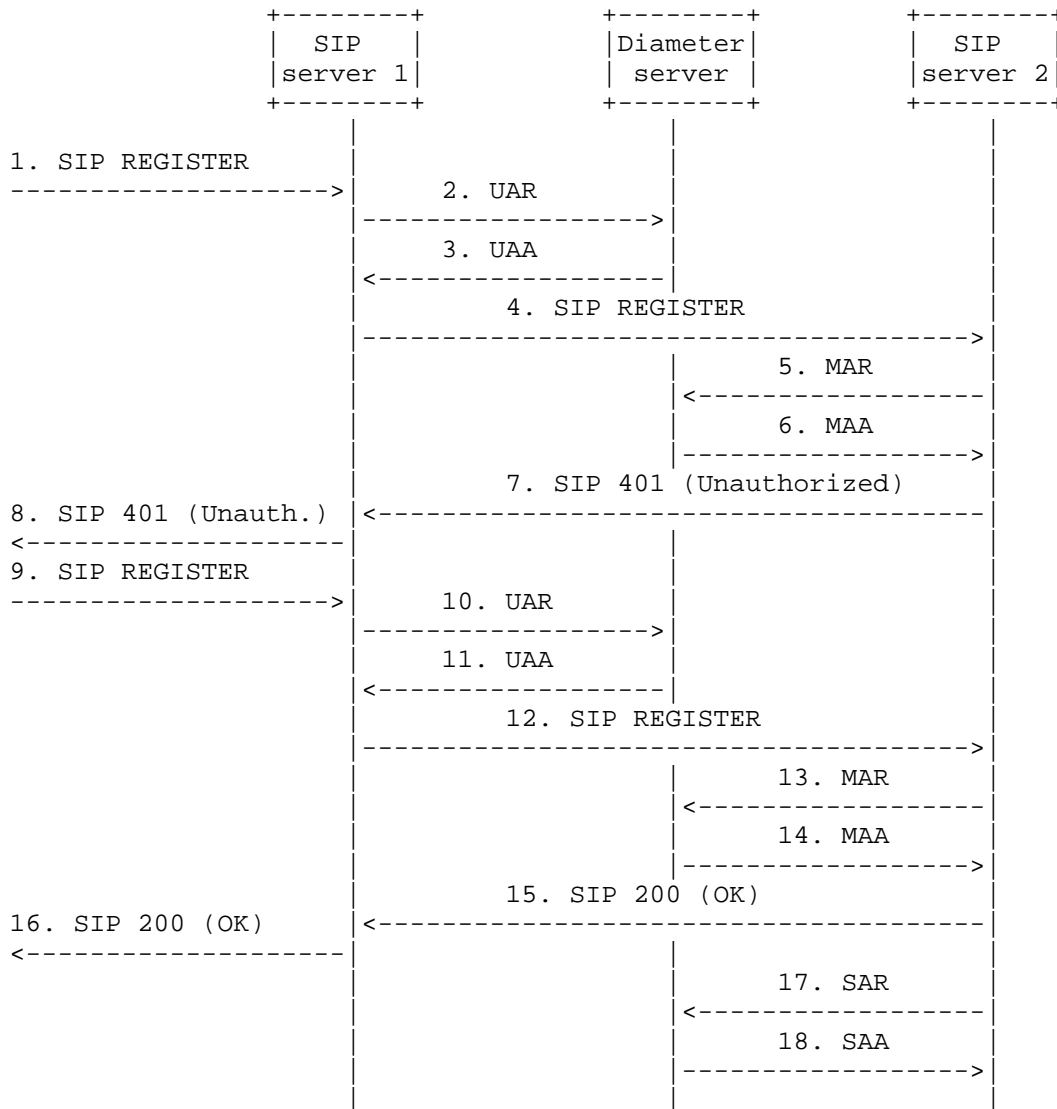 SIP Diameter SIP
server 1 server server 2
1. SIP REGISTER
2. UAR
3. UAA
4. SIP REGISTER
5. MAR
6. MAA
7. SIP 401 (Unauthorized)
8. SIP 401 (Unauth.)
9. SIP REGISTER
10. UAR
11. UAA
12. SIP REGISTER
13. MAR
14. MAA
15. SIP 200 (OK)
16. SIP 200 (OK)
17. SAR
18. SAA